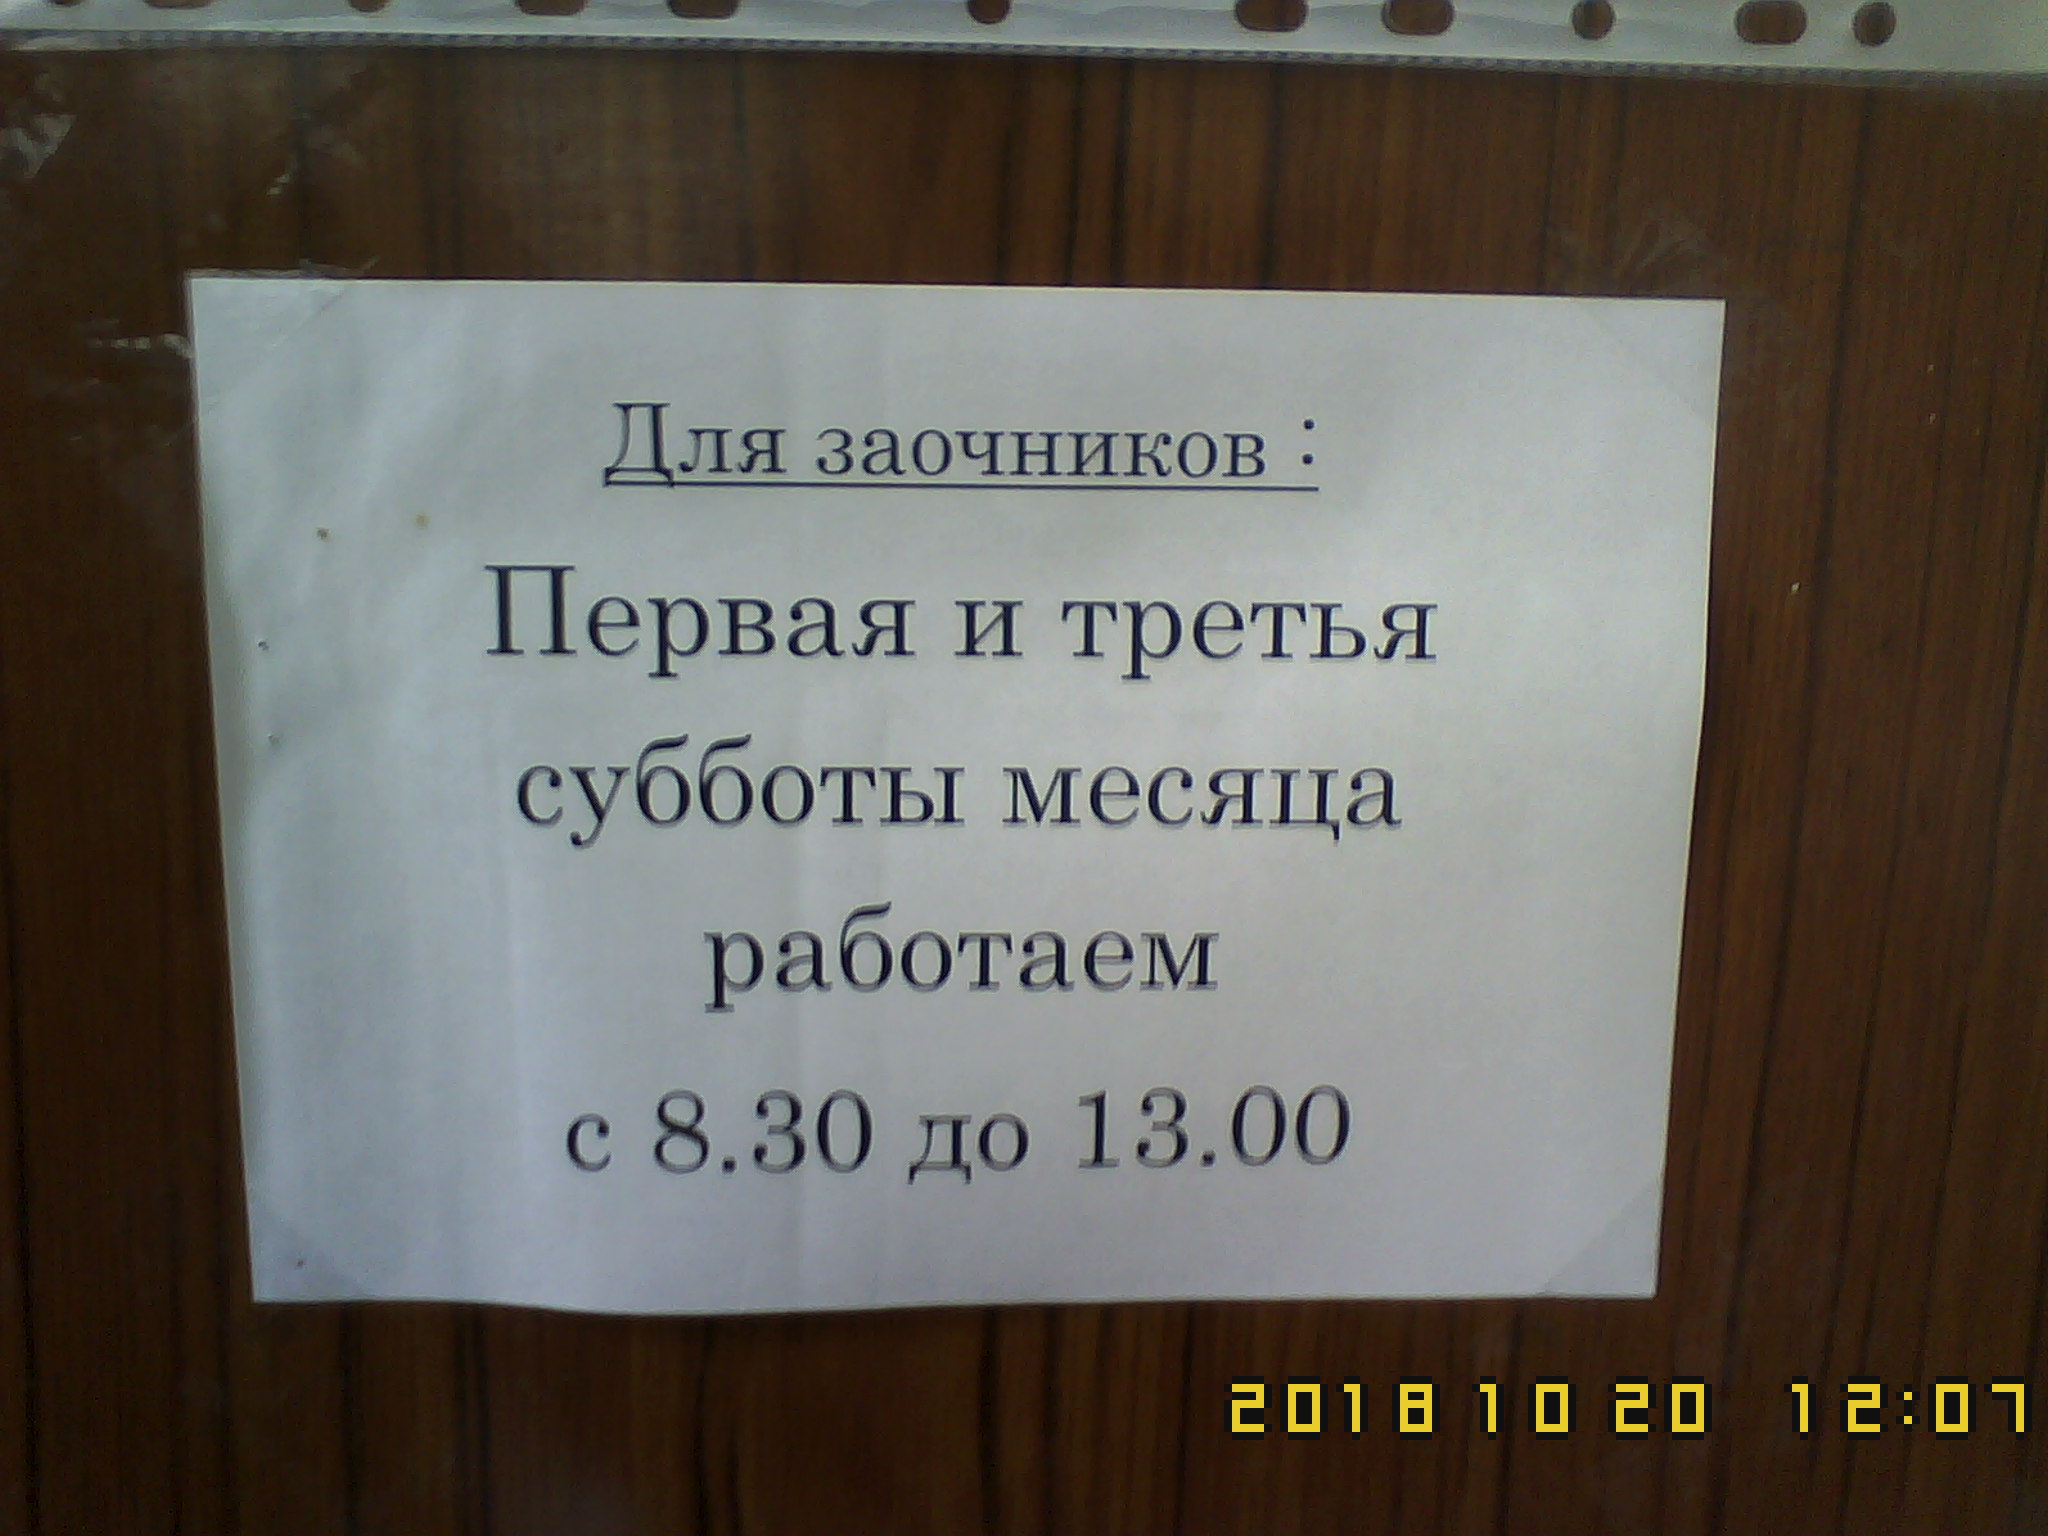 Для заочников :
Первая и третья
субботы месяца
работаем
с 8.30 до 13.00
2018 10 20 12:07